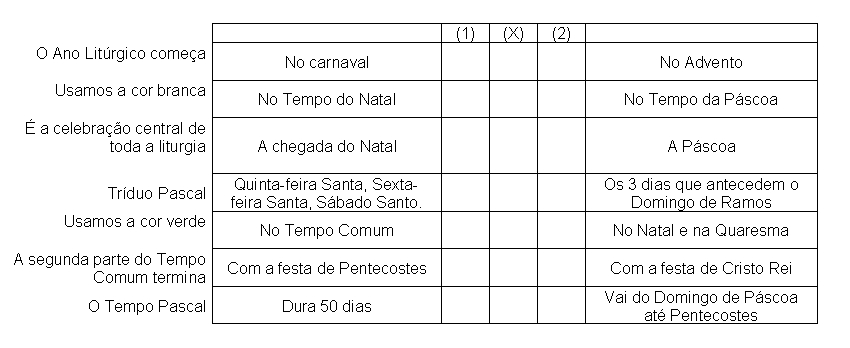 (1) (X) (2)
O Ano Litúrgico começa
No carnaval No Advento
Usamos a cor branca
No Tempo do Natal No Tempo da Páscoa
É a celebração central de
toda a liturgia A chegada do Natal A Páscoa
Tríduo Pascal Quinta-feira Santa, Sexta-
feira Santa, Sábado Santo. Os 3 dias que antecedem o
Domingo de Ramos
Usamos a cor verde
No Tempo Comum No Natal e na Quaresma
A segunda parte do Tempo
Comum termina Com a festa de Pentecostes Com a festa de Cristo Rei
O Tempo Pascal Dura 50 dias Vai do Domingo de Páscoa
até Pentecostes